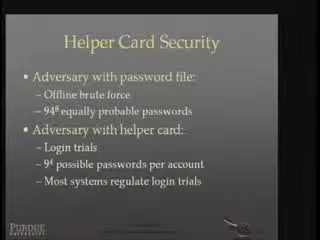 Helper Card Security
• Adversary with password file:
– Offline brute force
– 94⁸ equally probable passwords
• Adversary with helper card:
– Login trials
– 9⁴ possible passwords per account
– Most systems regulate login trials
PURDUE
UNIVERSITY